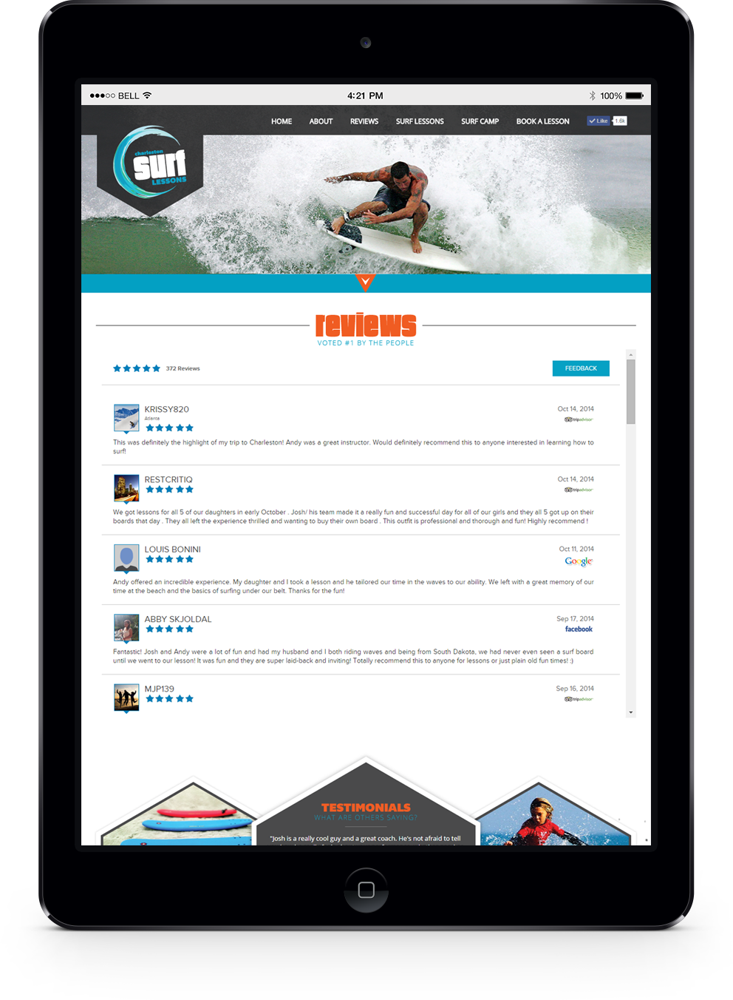 BELL
4:21 PM
100%
HOME ABOUT REVIEWS SURF LESSONS SURF CAMP BOOK A LESSON Like 1.6k
charleston
surf
LESSONS
reviews
VOTED #1 BY THE PEOPLE
372 Reviews
FEEDBACK
KRISSY820
Oct 14, 2014
Atlanta
tripadvisor
This was definitely the highlight of my trip to Charleston! Andy was a great instructor. Would definitely recommend this to anyone interested in learning how to
surf!
RESTCRITIQ
Oct 14, 2014
tripadvisor
We got lessons for all 5 of our daughters in early October . Josh/ his team made it a really fun and successful day for all of our girls and they all 5 got up on their
boards that day . They all left the experience thrilled and wanting to buy their own board . This outfit is professional and thorough and fun! Highly recommend !
LOUIS BONINI
Oct 11, 2014
Google
Andy offered an incredible experience. My daughter and I took a lesson and he tailored our time in the waves to our ability. We left with a great memory of our
time at the beach and the basics of surfing under our belt. Thanks for the fun!
ABBY SKJOLDAL
Sep 17, 2014
facebook
Fantastic! Josh and Andy were a lot of fun and had my husband and I both riding waves and being from South Dakota, we had never even seen a surf board
until we went to our lesson! It was fun and they are super laid-back and inviting! Totally recommend this to anyone for lessons or just plain old fun times! :)
MJP139
Sep 16, 2014
tripadvisor
TESTIMONIALS
WHAT ARE OTHERS SAYING?
"Josh is a really cool guy and a great coach. He's not afraid to tell